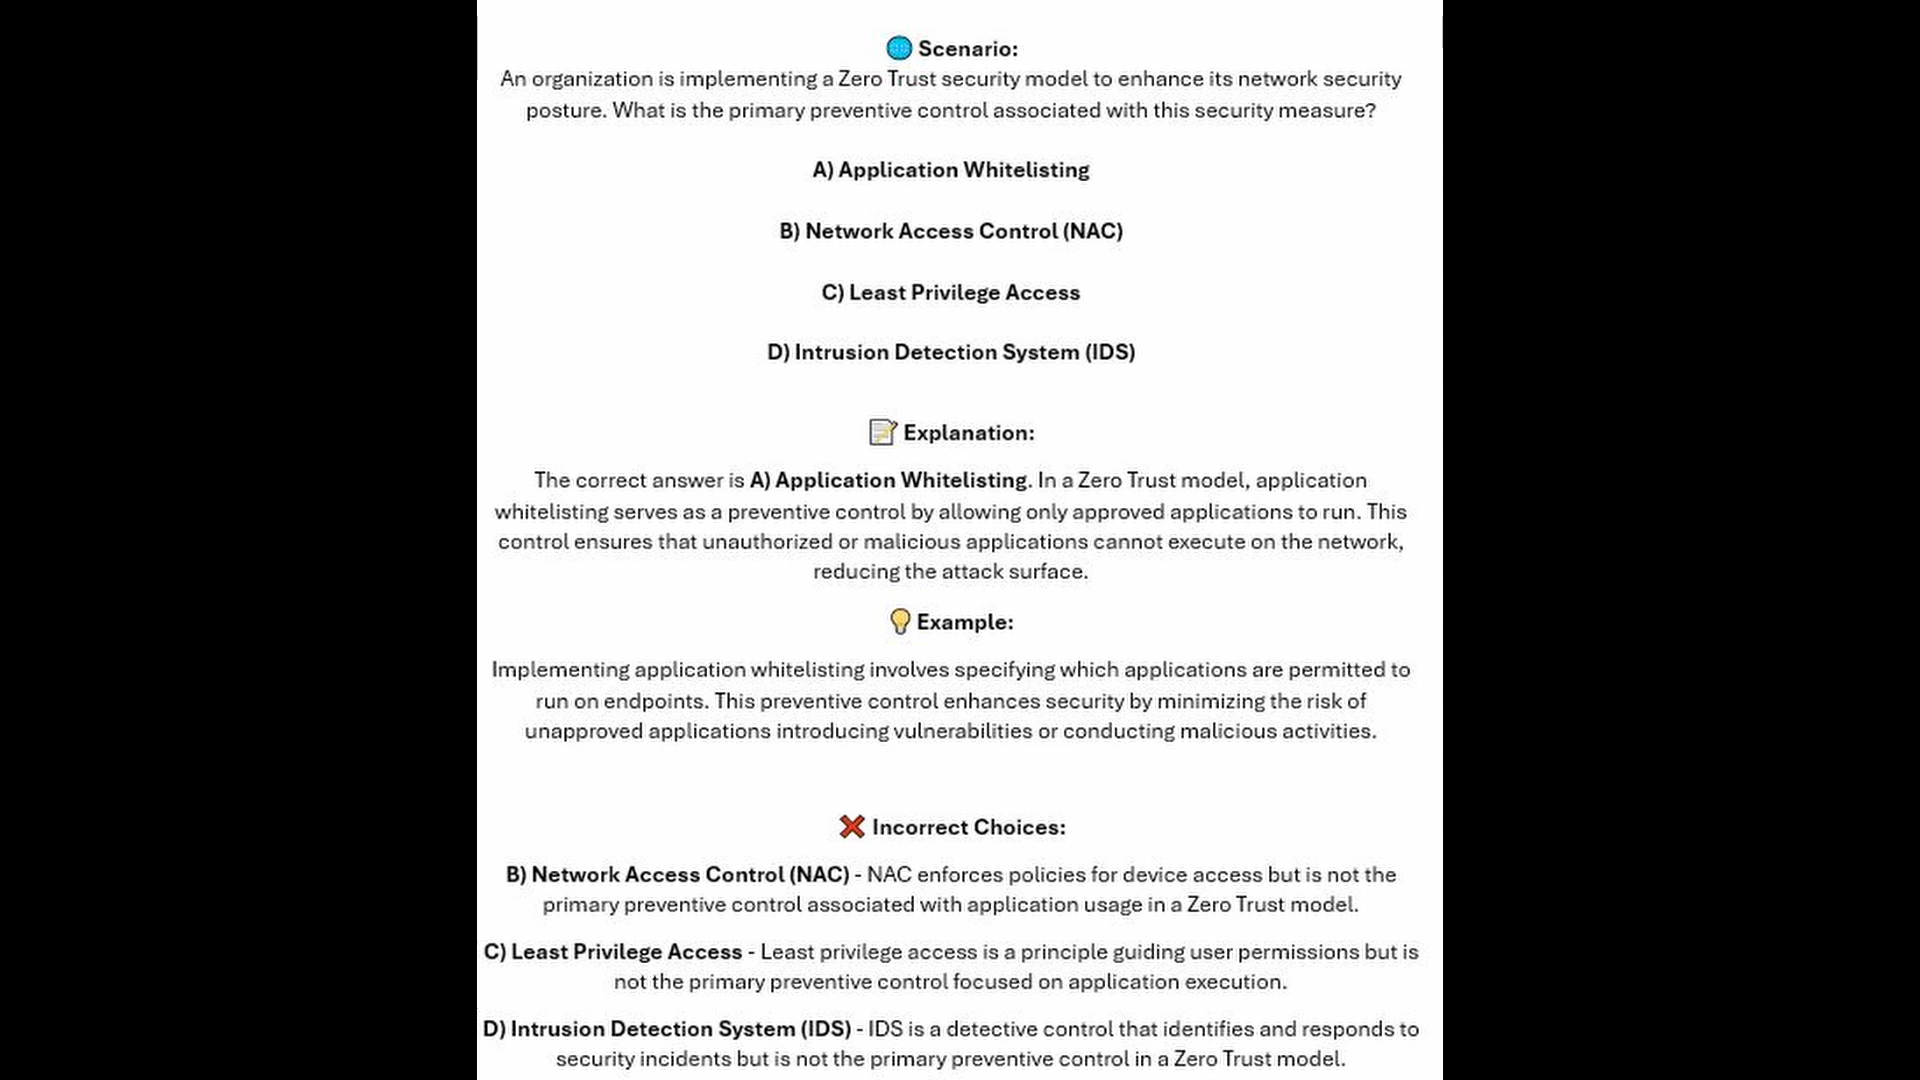 Scenario:
An organization is implementing a Zero Trust security model to enhance its network security
posture. What is the primary preventive control associated with this security measure?
A) Application Whitelisting
B) Network Access Control (NAC)
C) Least Privilege Access
D) Intrusion Detection System (IDS)
Explanation:
The correct answer is A) Application Whitelisting. In a Zero Trust model, application
whitelisting serves as a preventive control by allowing only approved applications to run. This
control ensures that unauthorized or malicious applications cannot execute on the network,
reducing the attack surface.
Example:
Implementing application whitelisting involves specifying which applications are permitted to
run on endpoints. This preventive control enhances security by minimizing the risk of
unapproved applications introducing vulnerabilities or conducting malicious activities.
Incorrect Choices:
B) Network Access Control (NAC) - NAC enforces policies for device access but is not the
primary preventive control associated with application usage in a Zero Trust model.
C) Least Privilege Access - Least privilege access is a principle guiding user permissions but is
not the primary preventive control focused on application execution.
D) Intrusion Detection System (IDS) - IDS is a detective control that identifies and responds to
security incidents but is not the primary preventive control in a Zero Trust model.